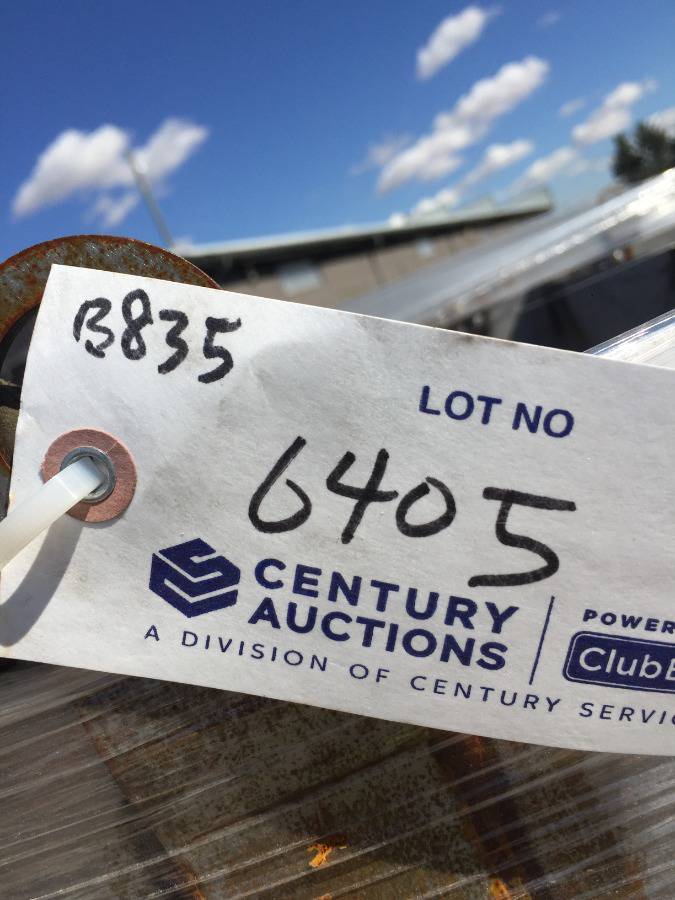 B835
LOT NO
6405
CENTURY
AUCTIONS
A DIVISION OF CENTURY